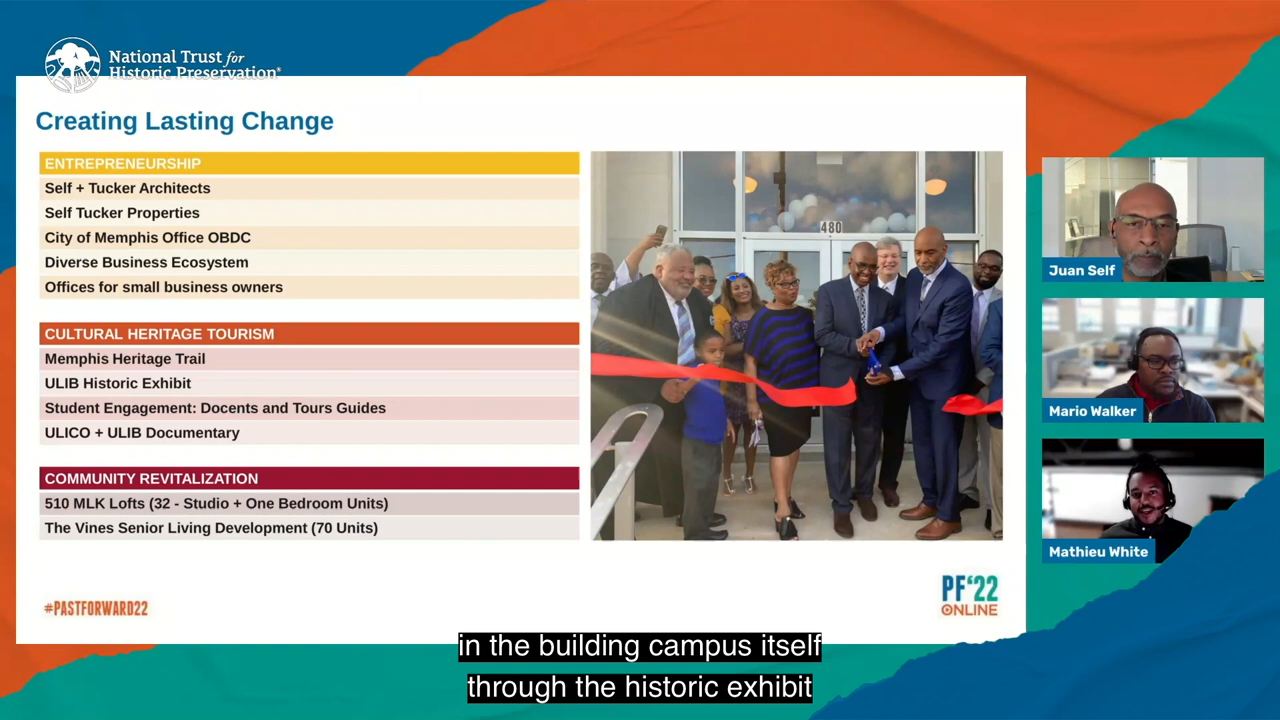 National Trust for
Historic Preservation®
Creating Lasting Change
ENTREPRENEURSHIP
Self + Tucker Architects
Self Tucker Properties
City of Memphis Office OBDC
Diverse Business Ecosystem
Offices for small business owners
CULTURAL HERITAGE TOURISM
Memphis Heritage Trail
ULIB Historic Exhibit
Student Engagement: Docents and Tours Guides
ULICO + ULIB Documentary
COMMUNITY REVITALIZATION
510 MLK Lofts (32 - Studio + One Bedroom Units)
The Vines Senior Living Development (70 Units)
480
Juan Self
Mario Walker
Mathieu White
#PASTFORWARD22
PF'22
ONLINE
in the building campus itself
through the historic exhibit